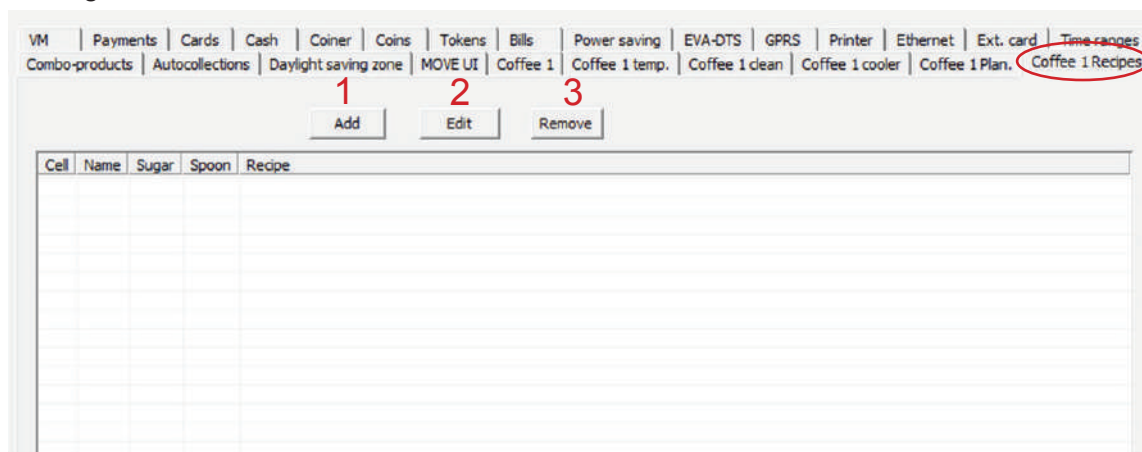 VM Payments Cards Cash Coiner Coins Tokens Bills Power saving EVA-DTS GPRS Printer Ethernet Ext. card Time ranges
Combo-products Autocollections Daylight saving zone MOVE UI Coffee 1 Coffee 1 temp. Coffee 1 clean Coffee 1 cooler Coffee 1 Plan. Coffee 1 Recipes
1 2 3
Add Edit Remove
Cell Name Sugar Spoon Recipe